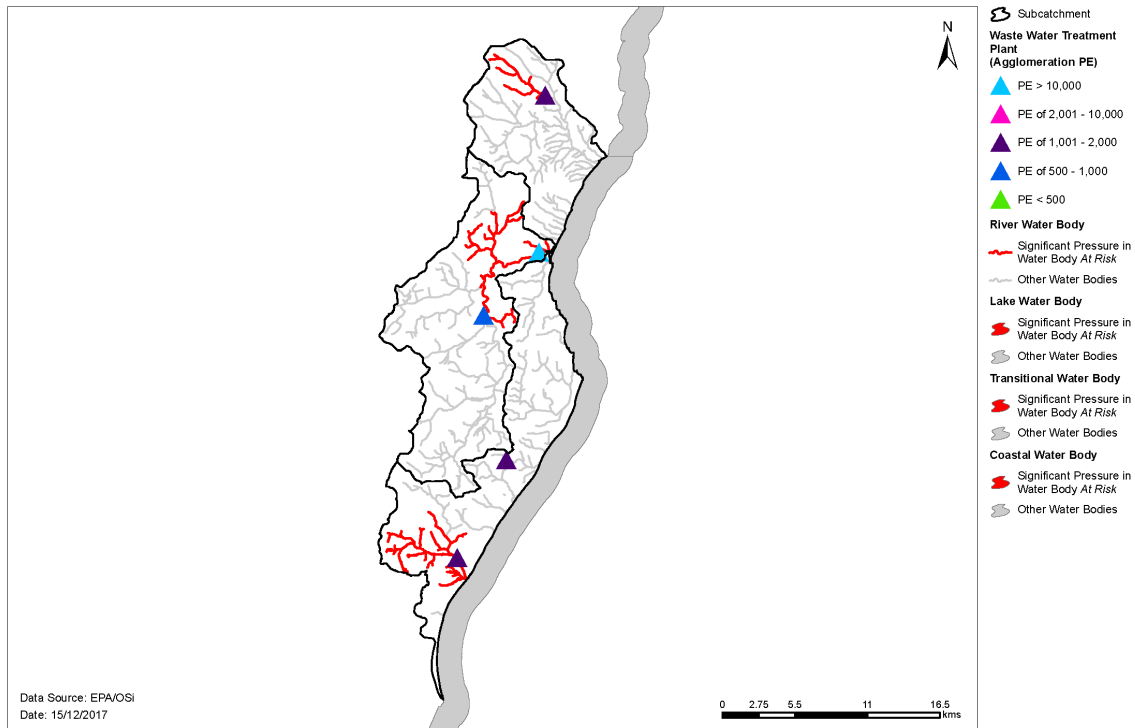 N
Data Source: EPA/OSi
Date: 15/12/2017
0 2.75 5.5 11 16.5
kms
Subcatchment
Waste Water Treatment
Plant
(Agglomeration PE)
PE > 10,000
PE of 2,001 - 10,000
PE of 1,001 - 2,000
PE of 500 - 1,000
PE < 500
River Water Body
Significant Pressure in
Water Body At Risk
Other Water Bodies
Lake Water Body
Significant Pressure in
Water Body At Risk
Other Water Bodies
Transitional Water Body
Significant Pressure in
Water Body At Risk
Other Water Bodies
Coastal Water Body
Significant Pressure in
Water Body At Risk
Other Water Bodies